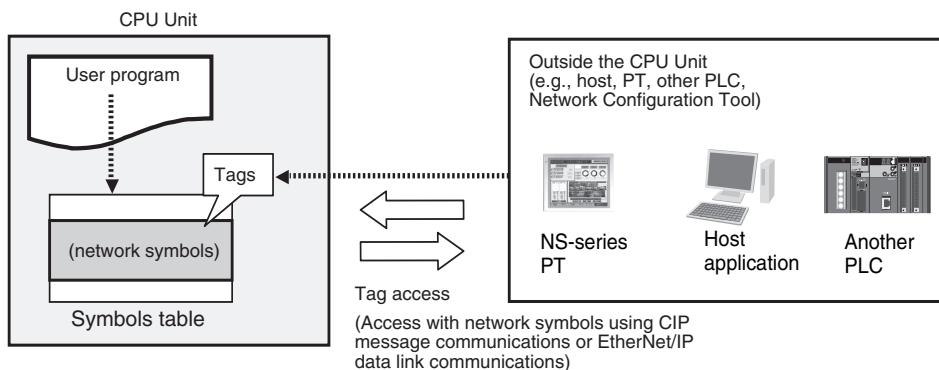 CPU Unit
User program
Tags
(network symbols)
Symbols table
Outside the CPU Unit
(e.g., host, PT, other PLC,
Network Configuration Tool)
NS-series
PT
Host
application
Another
PLC
Tag access
(Access with network symbols using CIP
message communications or EtherNet/IP
data link communications)